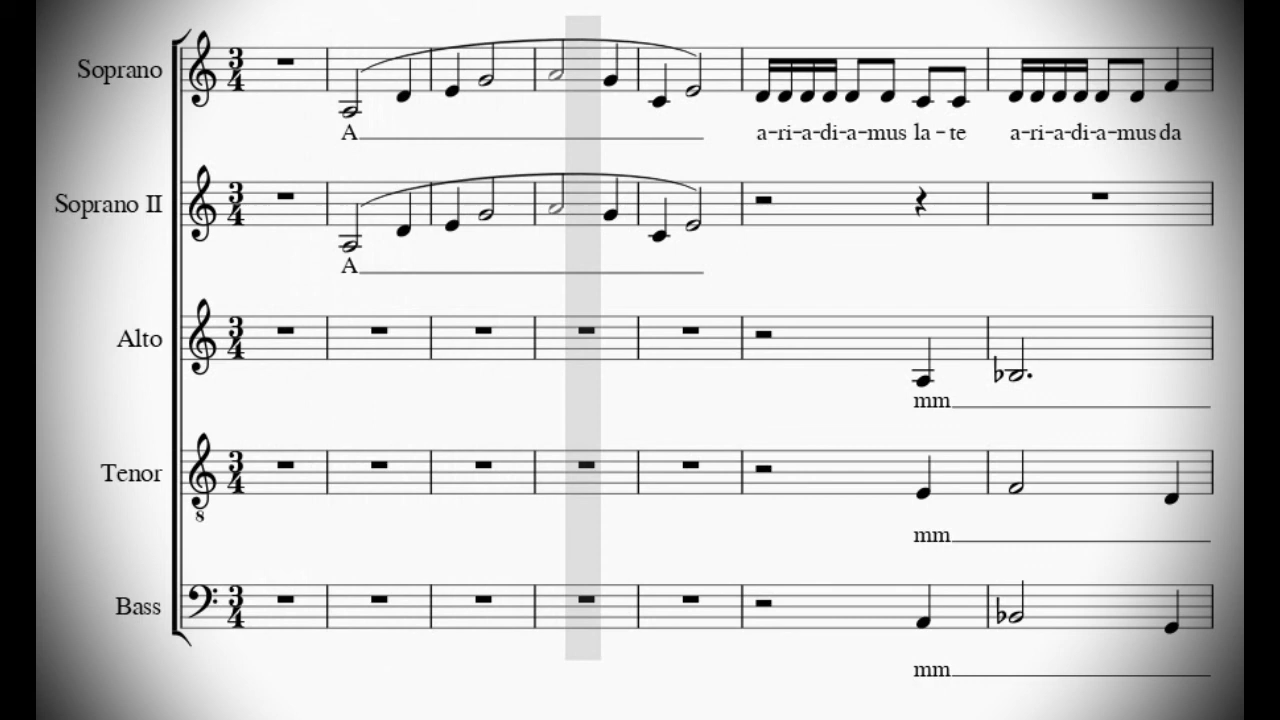 Soprano 3 4
A a-ri-a-di-a-mus la-te a-ri-a-di-a-mus da
Soprano II 3 4
A
Alto 3 4
mm
Tenor 3 4
8
mm
Bass 3 4
mm